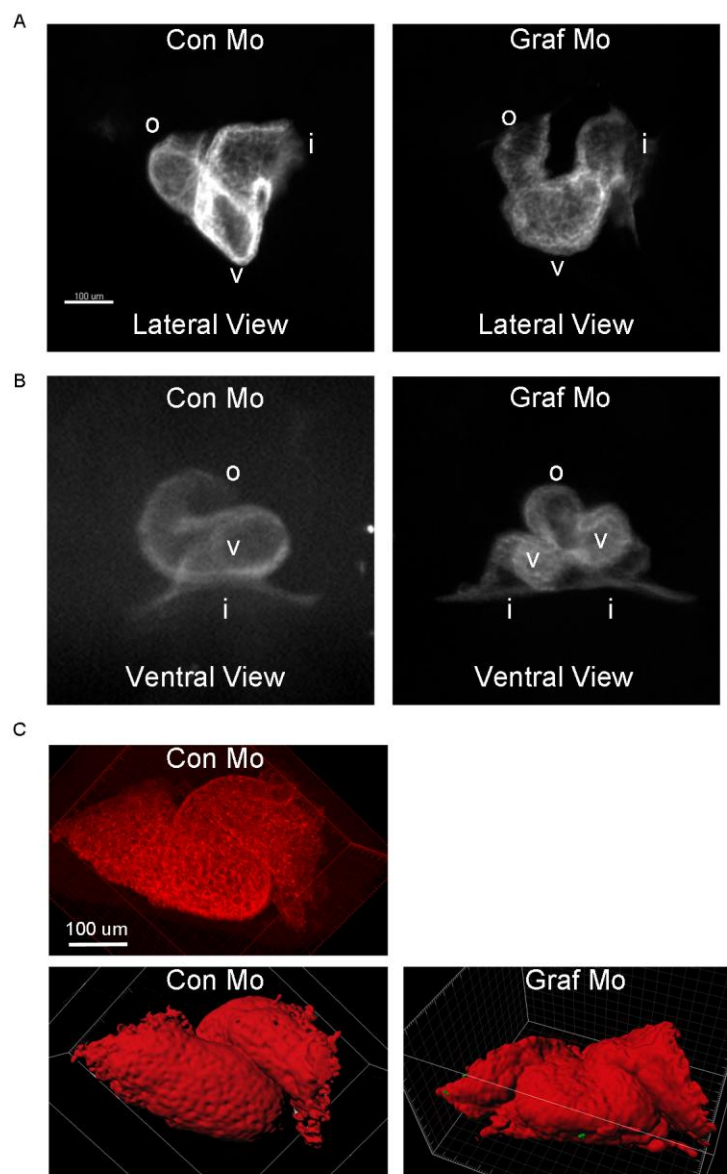 A
Con Mo
Graf Mo
o
i
v
100 um
Lateral View
o
i
v
Lateral View
B
Con Mo
Graf Mo
o
v
i
Ventral View
o
v
v
i
i
Ventral View
C
Con Mo
100 um
Con Mo
Graf Mo